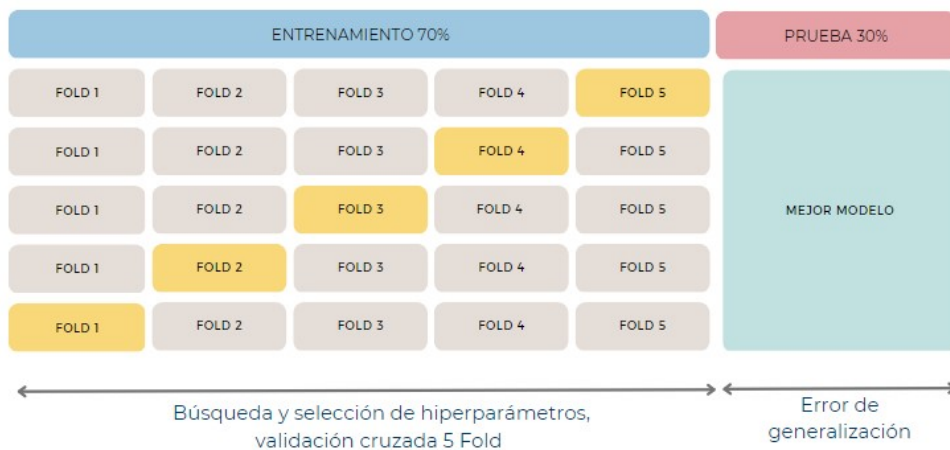 ENTRENAMIENTO 70%
PRUEBA 30%
FOLD 1
FOLD 2
FOLD 3
FOLD 4
FOLD 5
FOLD 1
FOLD 2
FOLD 3
FOLD 4
FOLD 5
FOLD 1
FOLD 2
FOLD 3
FOLD 4
FOLD 5
MEJOR MODELO
FOLD 1
FOLD 2
FOLD 3
FOLD 4
FOLD 5
FOLD 1
FOLD 2
FOLD 3
FOLD 4
FOLD 5
Búsqueda y selección de hiperparámetros,
validación cruzada 5 Fold
Error de
generalización